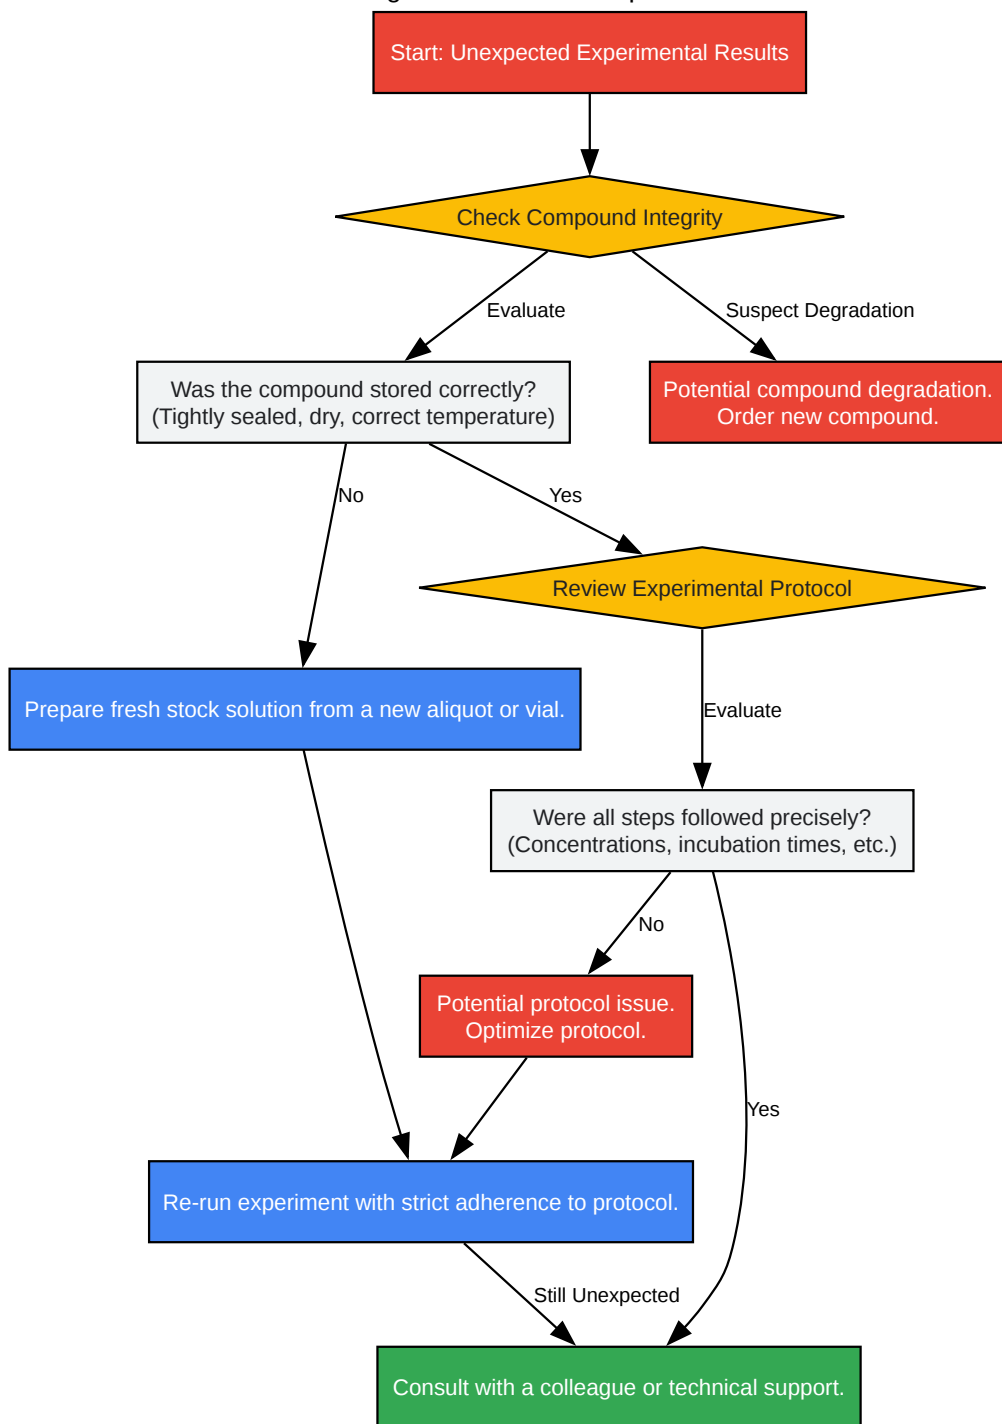 Start: Unexpected Experimental Results
Check Compound Integrity
Evaluate
Suspect Degradation
Was the compound stored correctly?
(Tightly sealed, dry, correct temperature)
Potential compound degradation.
Order new compound.
No
Yes
Review Experimental Protocol
Prepare fresh stock solution from a new aliquot or vial.
Evaluate
Were all steps followed precisely?
(Concentrations, incubation times, etc.)
No
Potential protocol issue.
Optimize protocol.
Yes
Re-run experiment with strict adherence to protocol.
Still Unexpected
Consult with a colleague or technical support.